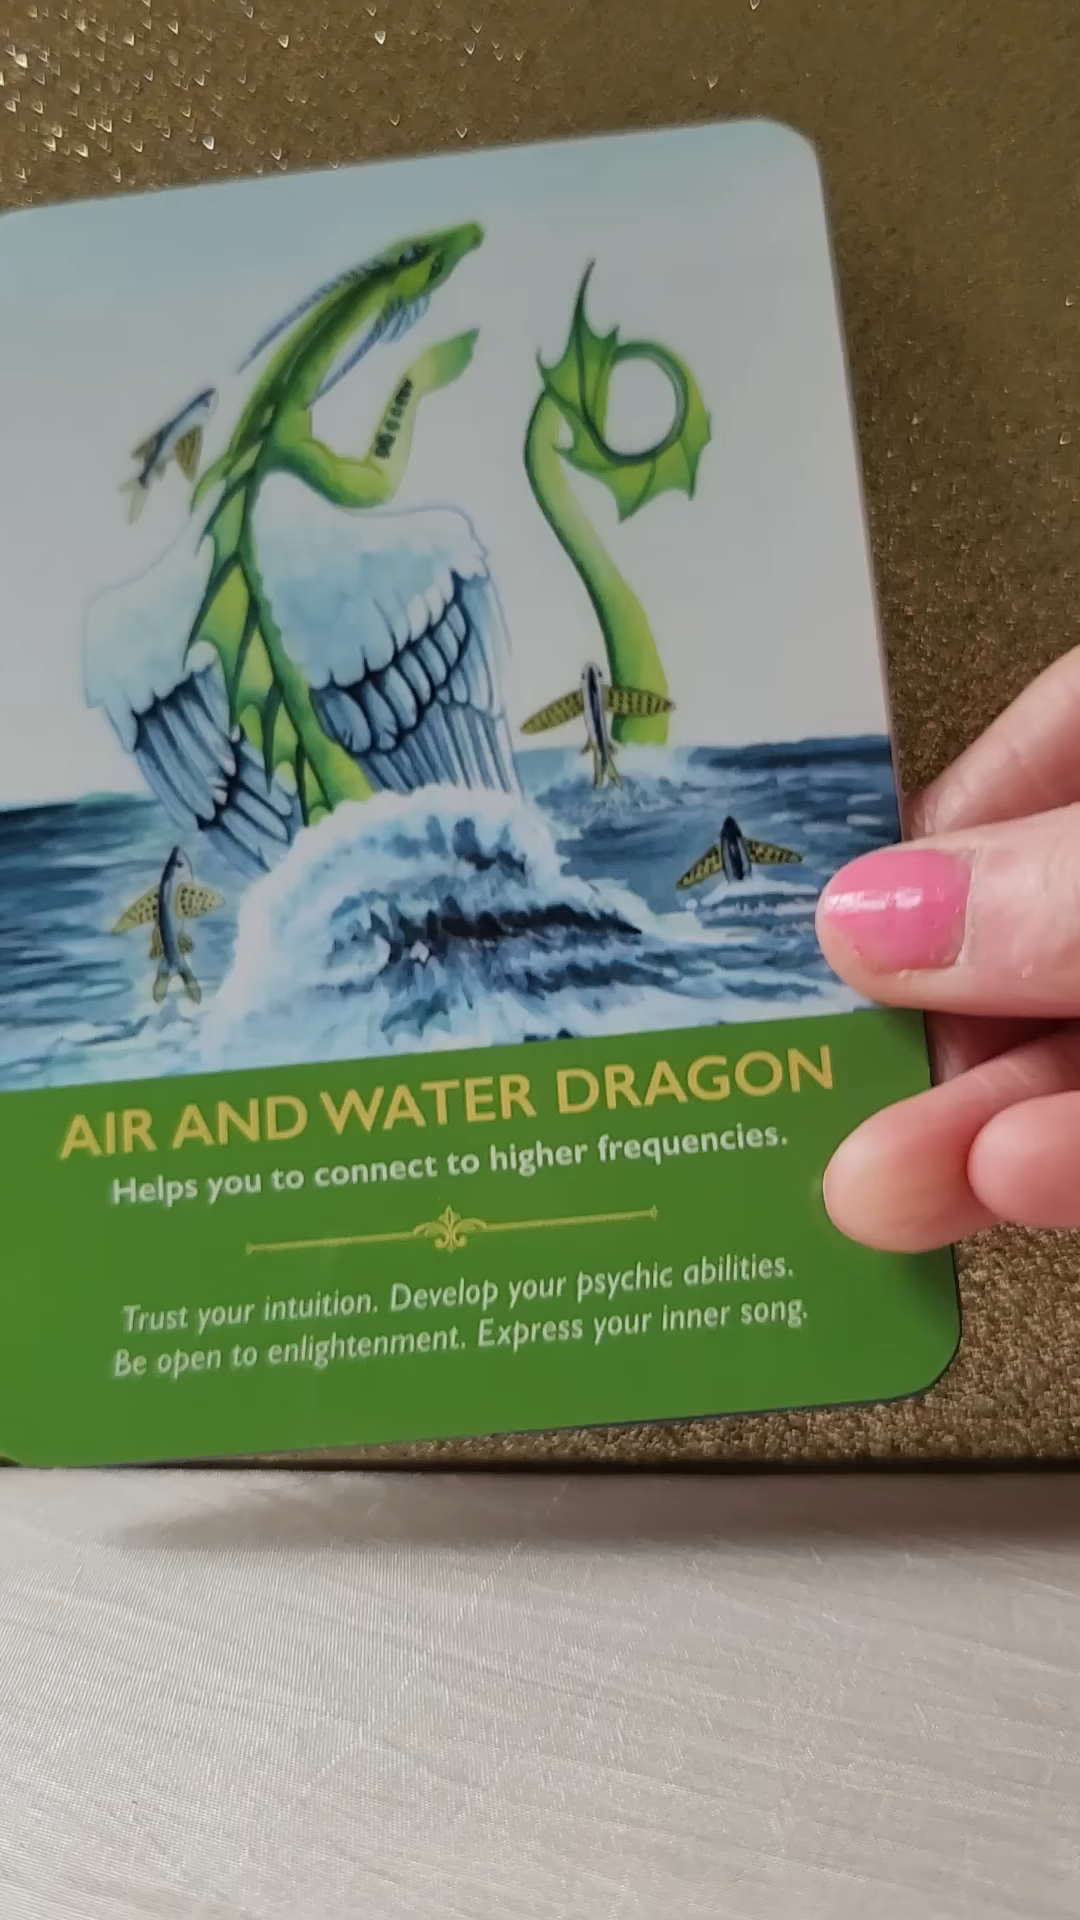 AIR AND WATER DRAGON
Helps you to connect to higher frequencies.
Trust your intuition. Develop your psychic abilities.
Be open to enlightenment. Express your inner song.